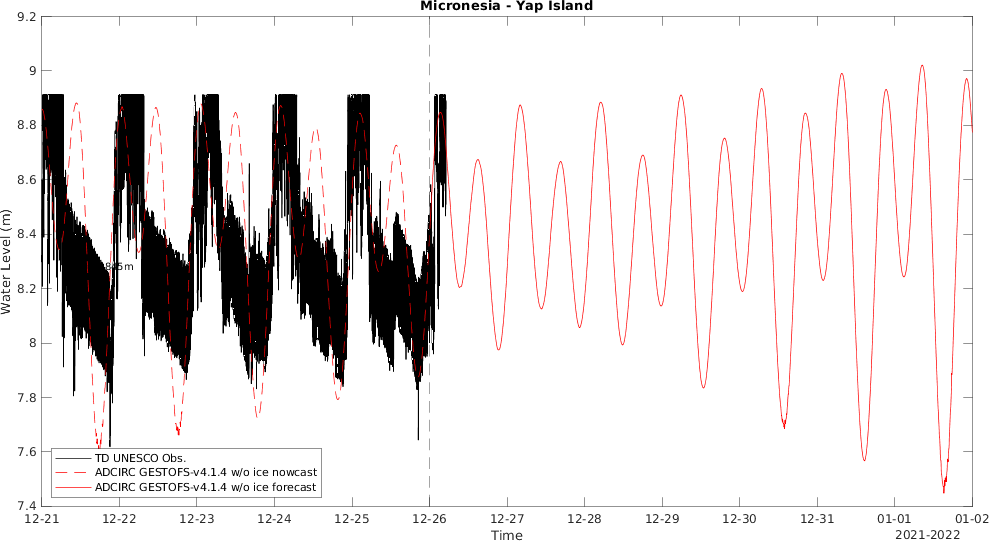 Micronesia - Yap Island
9.2
9
8.8
8.6
8.4
8.2
8
7.8
7.6
7.4
Water Level (m)
TD UNESCO Obs.
ADCIRC GESTOFS-v4.1.4 w/o ice nowcast
ADCIRC GESTOFS-v4.1.4 w/o ice forecast
12-21 12-22 12-23 12-24 12-25 12-26 12-27 12-28 12-29 12-30 12-31 01-01 01-02
Time
2021-2022